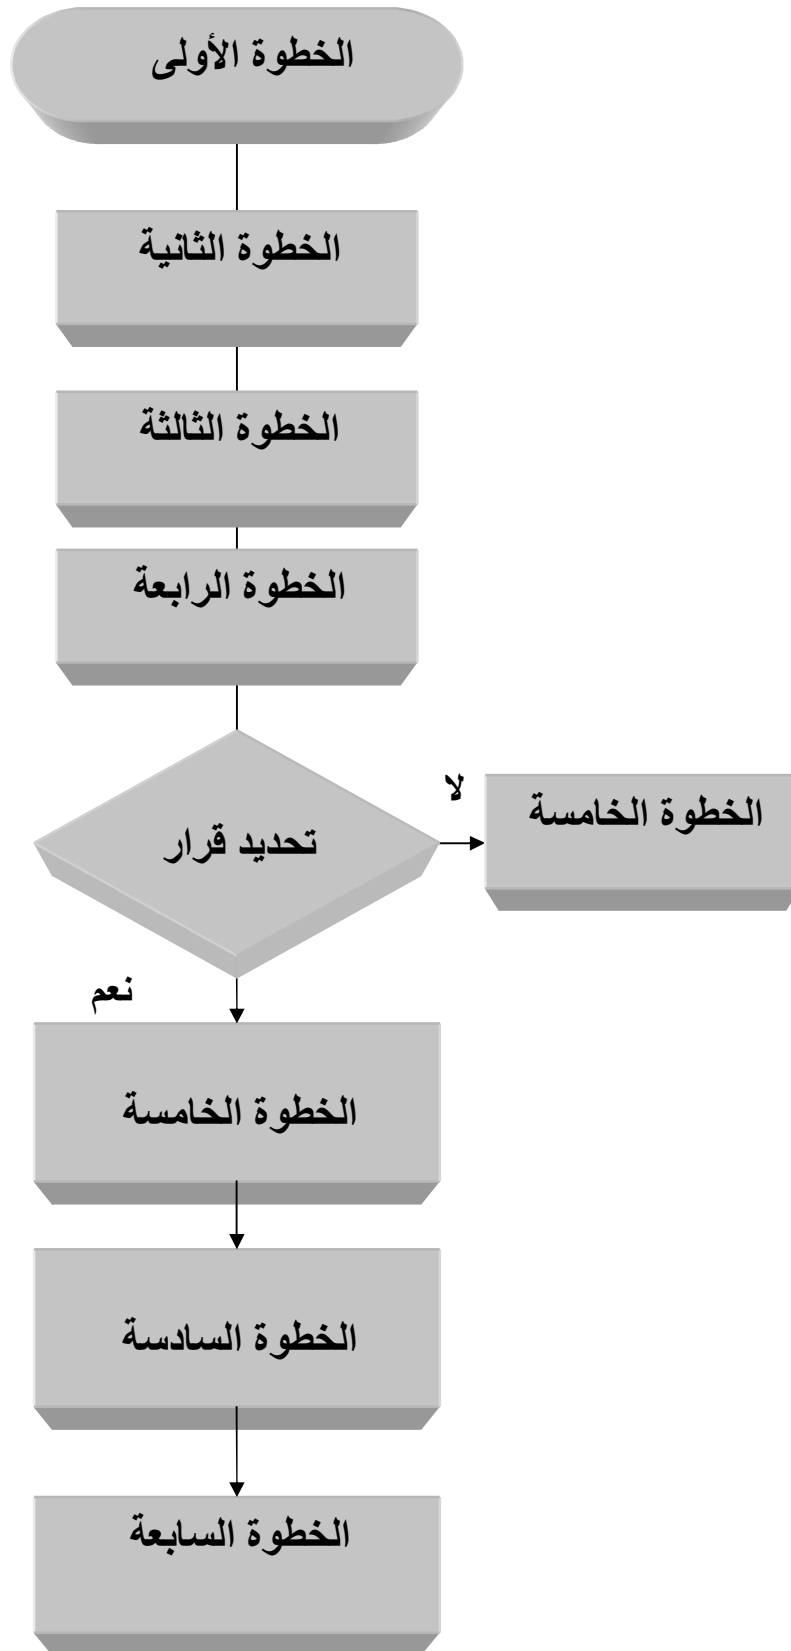 الخطوة الأولى
الخطوة الثانية
الخطوة الثالثة
الخطوة الرابعة
تحديد قرار
لا
الخطوة الخامسة
نعم
الخطوة الخامسة
الخطوة السادسة
الخطوة السابعة